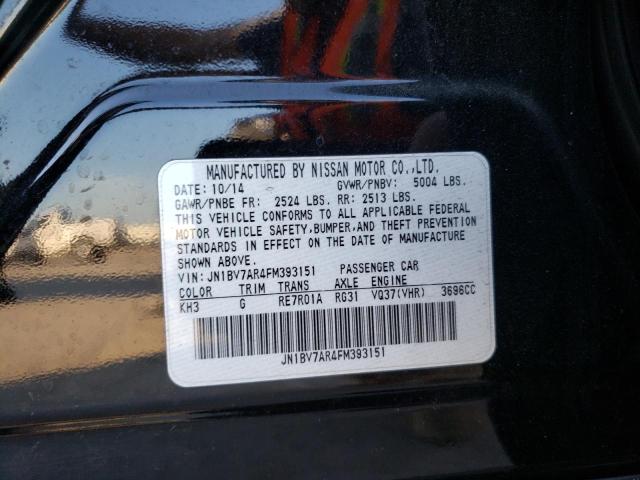 MANUFACTURED BY NISSAN MOTOR CO.,LTD.
DATE: 10/14 GVWR/PNBV: 5004 LBS.
GAWR/PNBE FR: 2524 LBS. RR: 2513 LBS.
THIS VEHICLE CONFORMS TO ALL APPLICABLE FEDERAL
MOTOR VEHICLE SAFETY,BUMPER,AND THEFT PREVENTION
STANDARDS IN EFFECT ON THE DATE OF MANUFACTURE
SHOWN ABOVE.
VIN: JN1BV7AR4FM393151 PASSENGER CAR
COLOR TRIM TRANS AXLE ENGINE
KH3 G RE7R01A RG31 VQ37(VHR) 3696CC
JN1BV7AR4FM393151